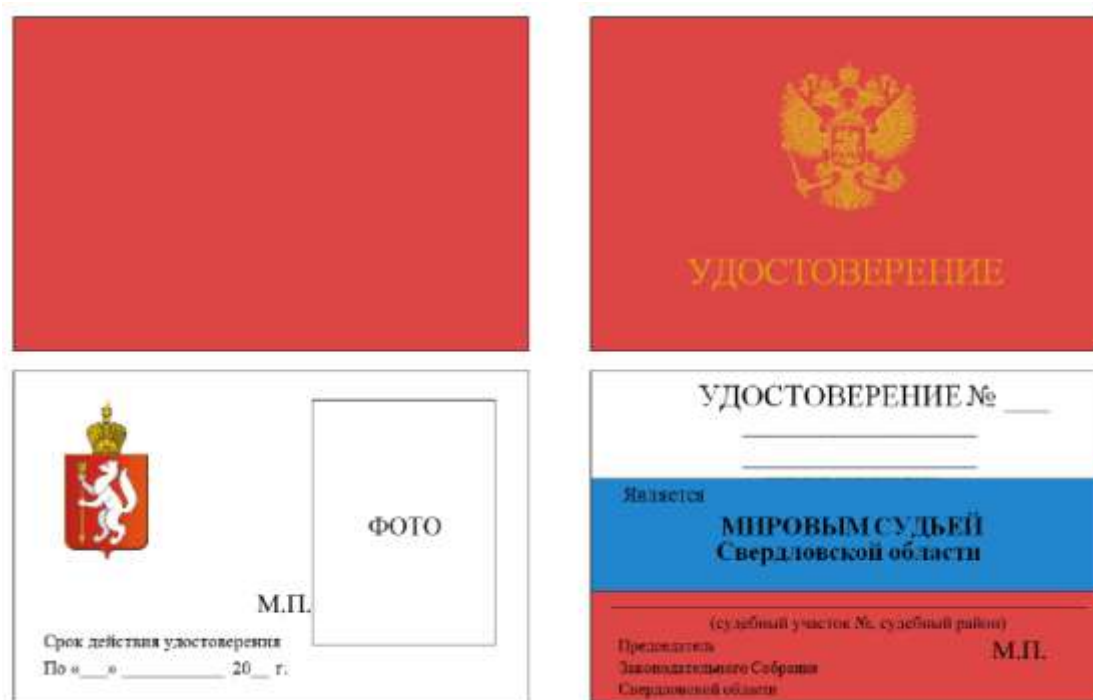 УДОСТОВЕРЕНИЕ
ФОТО
М.П.
Срок действия удостоверения
По «___» ____________ 20__ г.
УДОСТОВЕРЕНИЕ № ___
Является
МИРОВЫМ СУДЬЕЙ
Свердловской области
(судебный участок №, судебный район)
Председатель
М.П.
Законодательного Собрания
Свердловской области